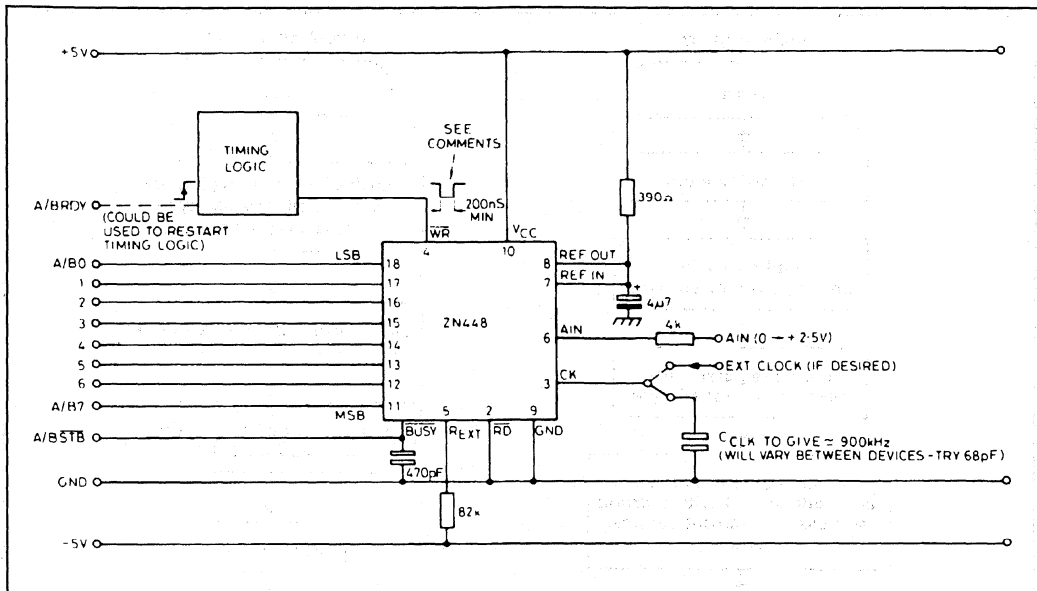 +5V
TIMING
LOGIC
SEE
COMMENTS
200nS
MIN
A/BRDY
(COULD BE
USED TO RESTART
TIMING LOGIC)
WR
4
VCC
10
390Ω
A/B0
LSB
18
8
REF OUT
1
17
7
REF IN
2
16
4µ7
3
15
ZN448
4
14
6
AIN
4k
AIN (0 → +2·5V)
5
13
EXT CLOCK (IF DESIRED)
6
12
3
CK
A/B7
MSB
11
5
2
9
A/BSTB
BUSY
REXT
RD
GND
CCLK TO GIVE ≃ 900kHz
(WILL VARY BETWEEN DEVICES - TRY 68pF)
470pF
GND
82k
-5V